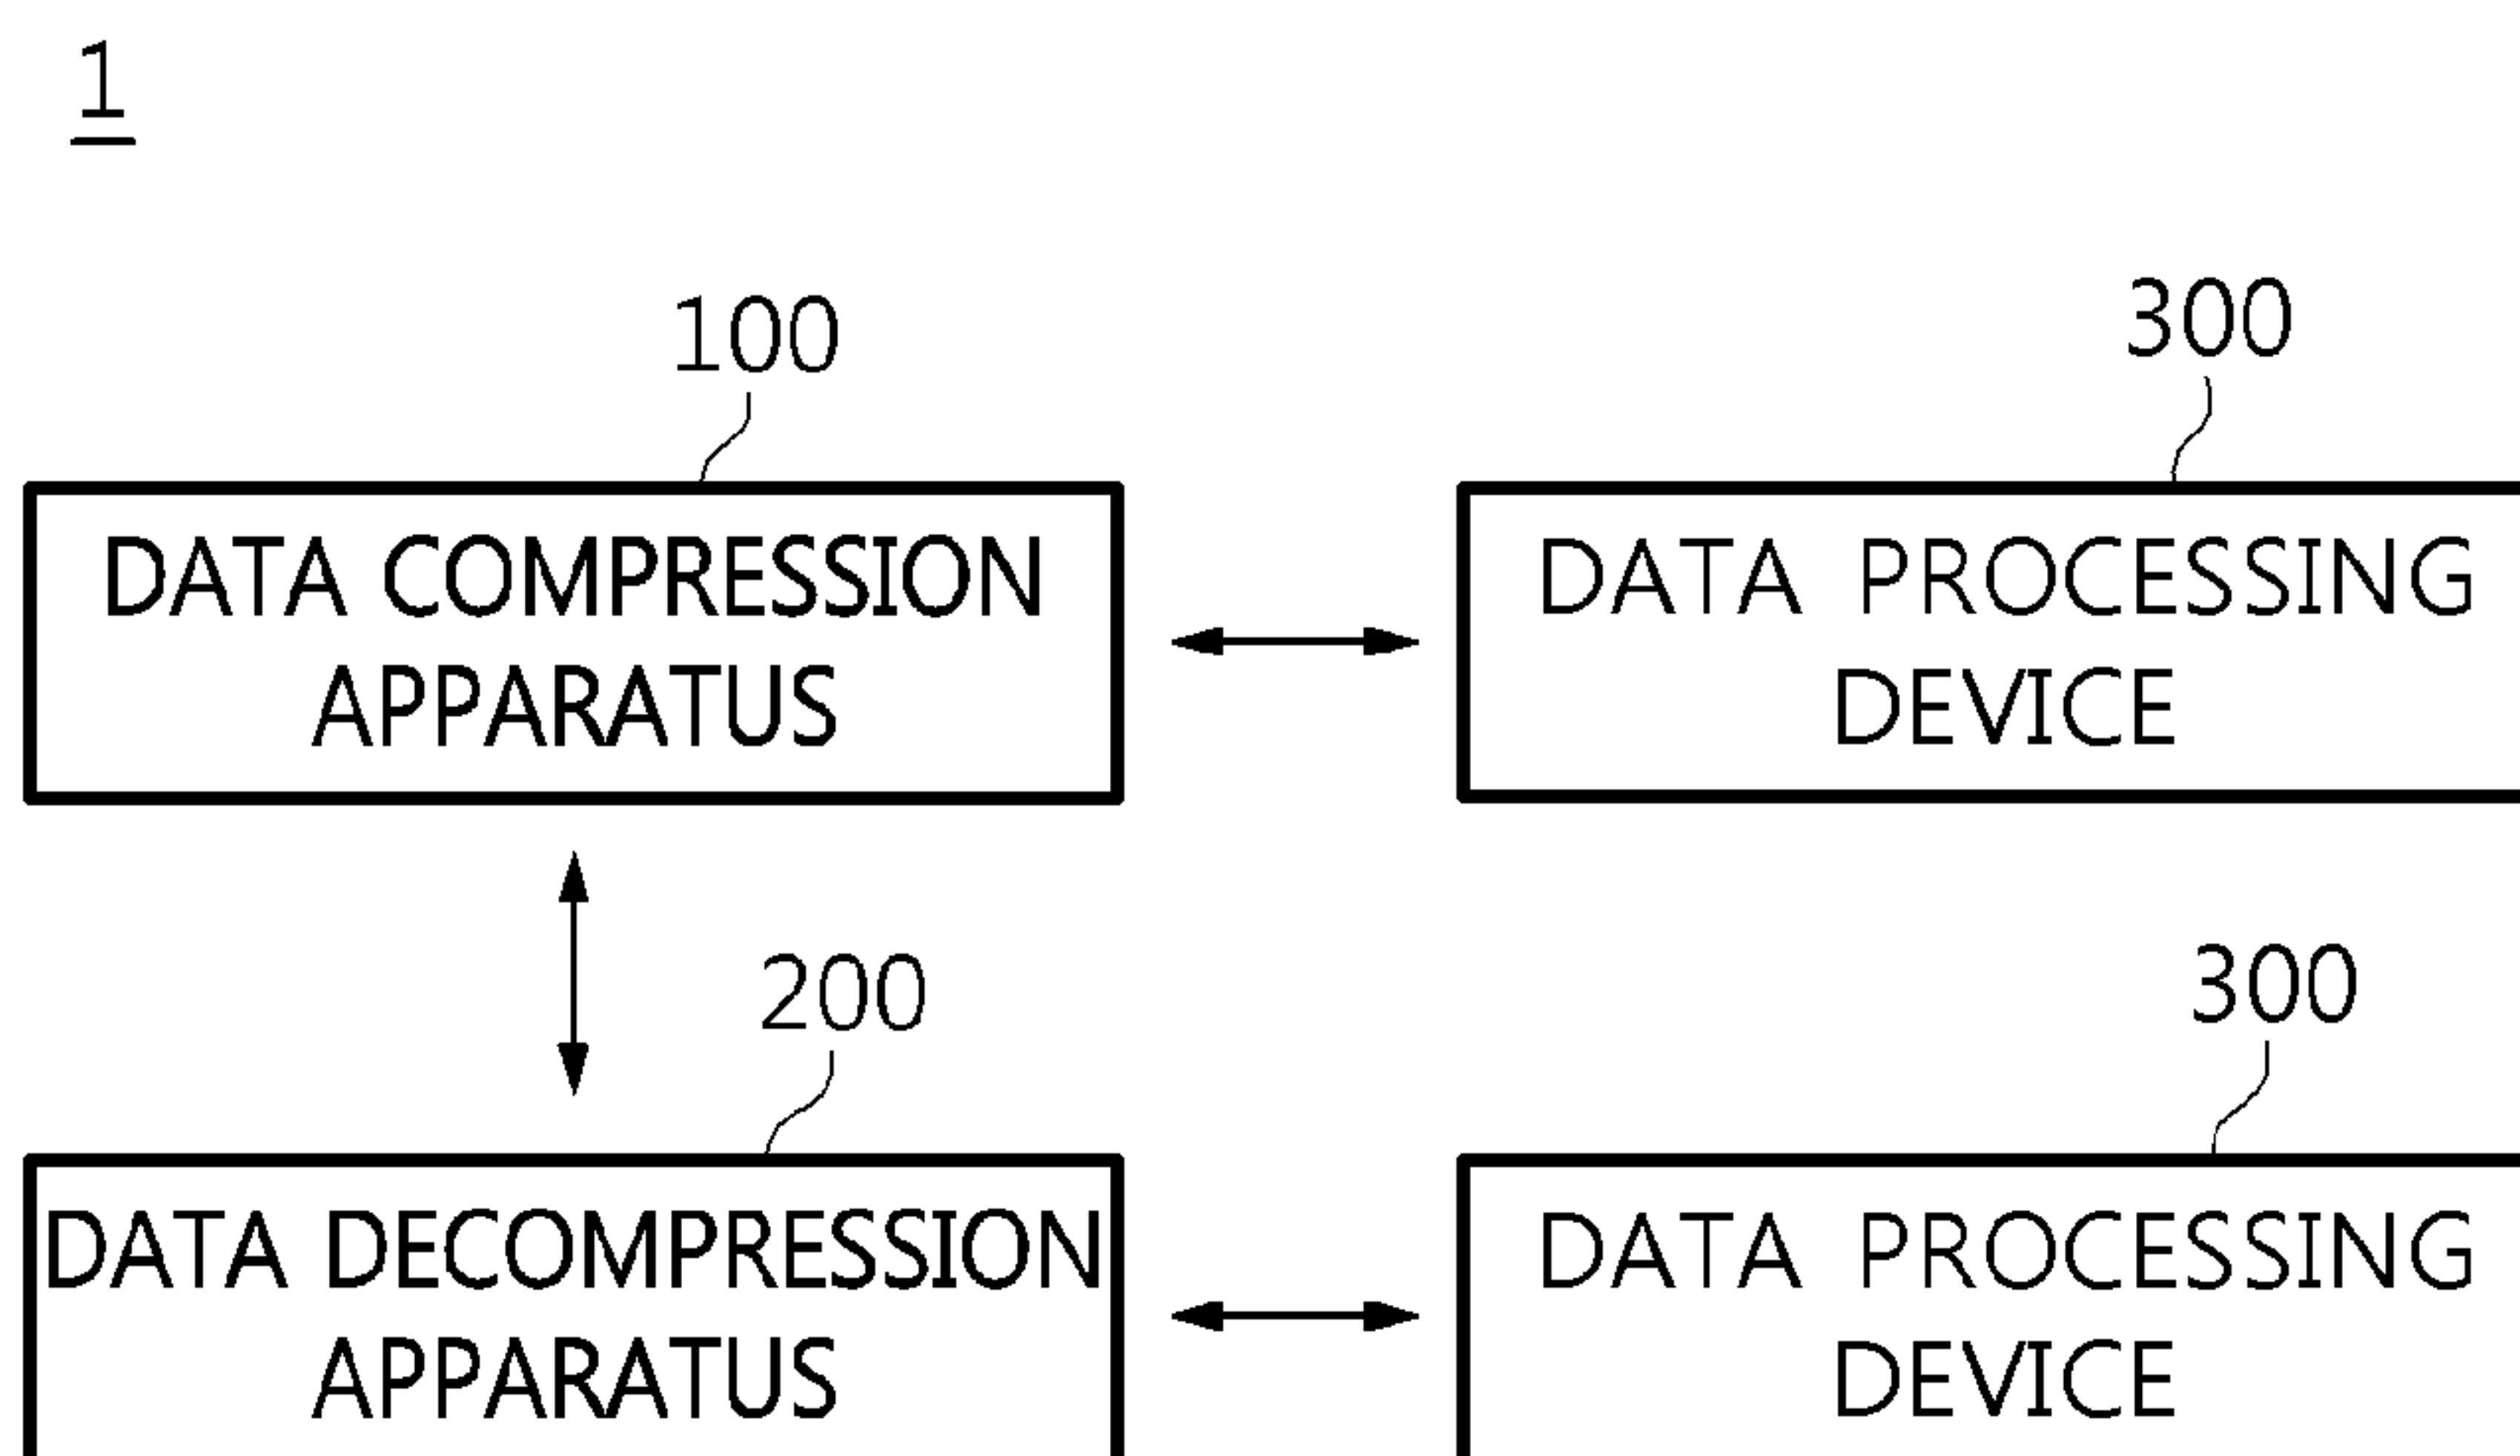 1
100
300
DATA COMPRESSION
APPARATUS
DATA PROCESSING
DEVICE
200
300
DATA DECOMPRESSION
APPARATUS
DATA PROCESSING
DEVICE